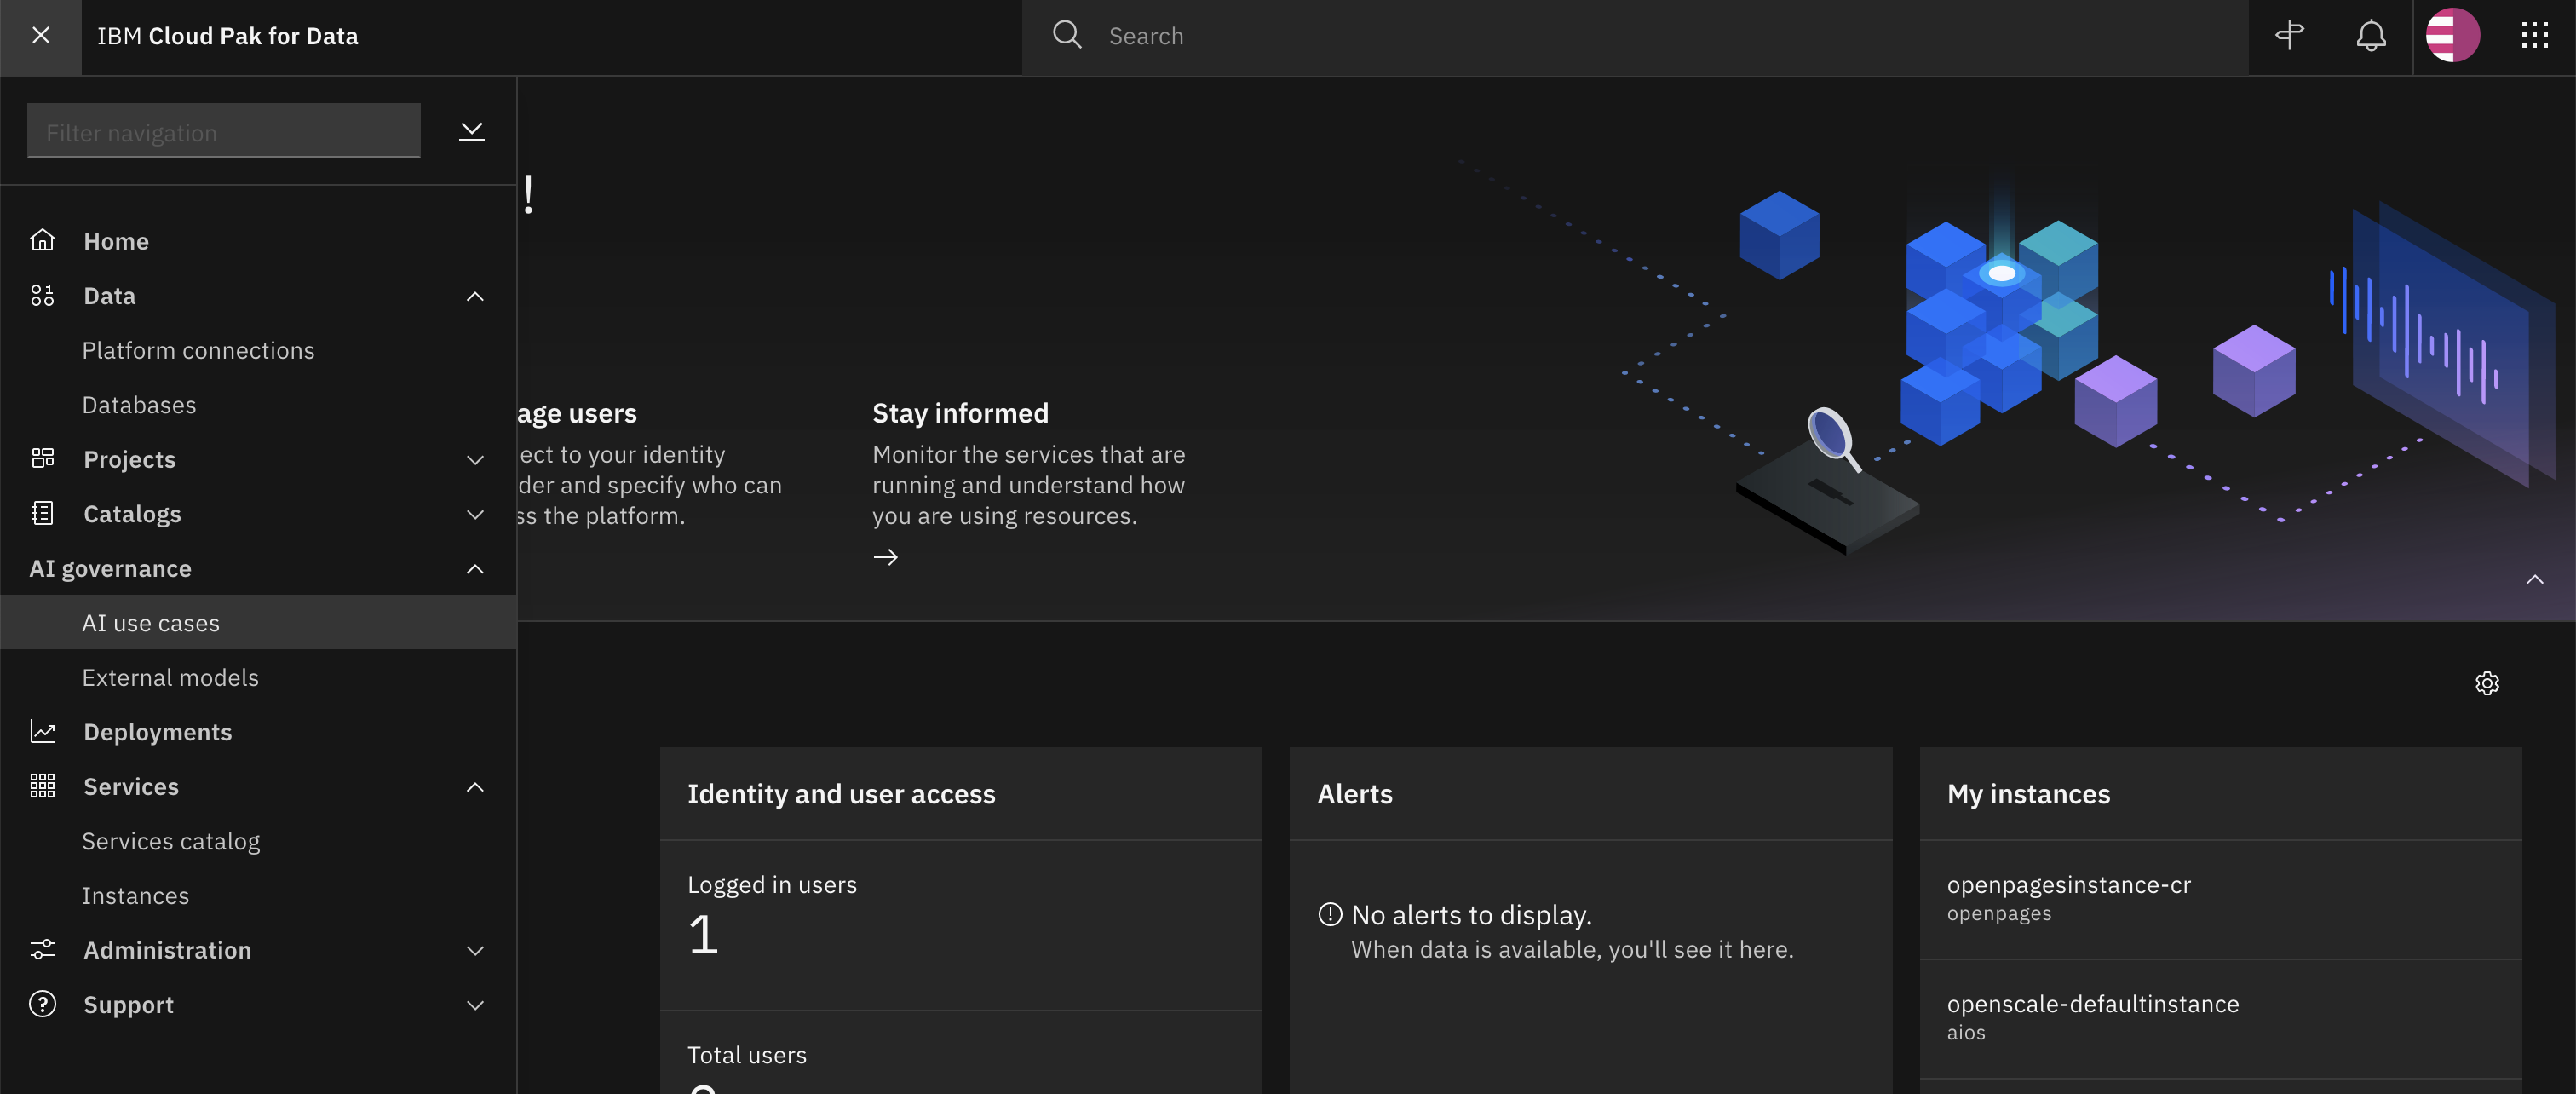 IBM Cloud Pak for Data
Search
Filter navigation
Home
Data
Platform connections
Databases
Projects
Catalogs
AI governance
AI use cases
External models
Deployments
Services
Services catalog
Instances
Administration
Support
!
age users
ect to your identity
der and specify who can
ss the platform.
Stay informed
Monitor the services that are
running and understand how
you are using resources.
Identity and user access
Logged in users
1
Total users
Alerts
No alerts to display.
When data is available, you'll see it here.
My instances
openpagesinstance-cr
openpages
openscale-defaultinstance
aios